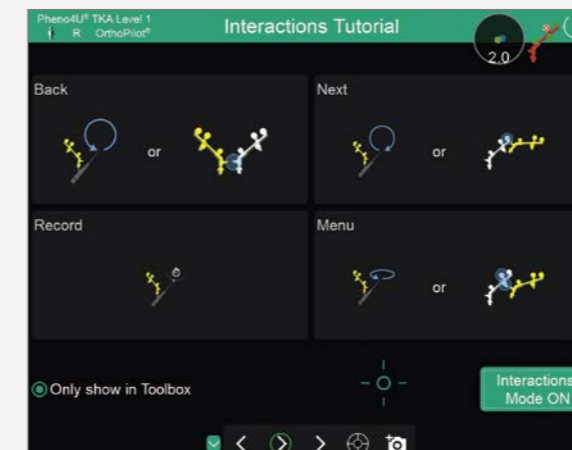 Pheno4U® TKA Level 1
R OrthoPilot®
Interactions Tutorial
2.0
Back
or
Next
or
Record
Menu
or
Only show in Toolbox
Interactions
Mode ON